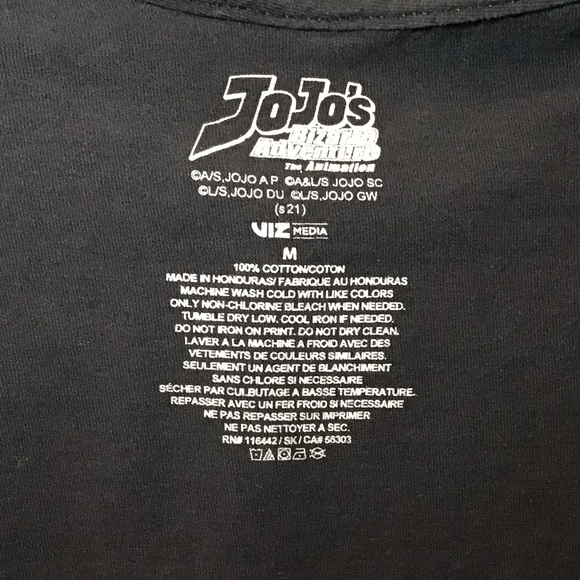 JoJo's
Bizarre
Adventure
The Animation
©A/S,JOJO A P ©A&L/S JOJO SC
©L/S,JOJO DU ©L/S,JOJO GW
(s21)
VIZ MEDIA
M
100% COTTON/COTON
MADE IN HONDURAS/ FABRIQUE AU HONDURAS
MACHINE WASH COLD WITH LIKE COLORS
ONLY NON-CHLORINE BLEACH WHEN NEEDED.
TUMBLE DRY LOW. COOL IRON IF NEEDED.
DO NOT IRON ON PRINT. DO NOT DRY CLEAN.
LAVER A LA MACHINE A FROID AVEC DES
VETEMENTS DE COULEURS SIMILAIRES.
SEULEMENT UN AGENT DE BLANCHIMENT
SANS CHLORE SI NECESSAIRE
SÉCHER PAR CULBUTAGE A BASSE TEMPERATURE.
REPASSER AVEC UN FER FROID SI NECESSAIRE
NE PAS REPASSER SUR IMPRIMER
NE PAS NETTOYER A SEC.
RN# 116442 / SK / CA# 56303